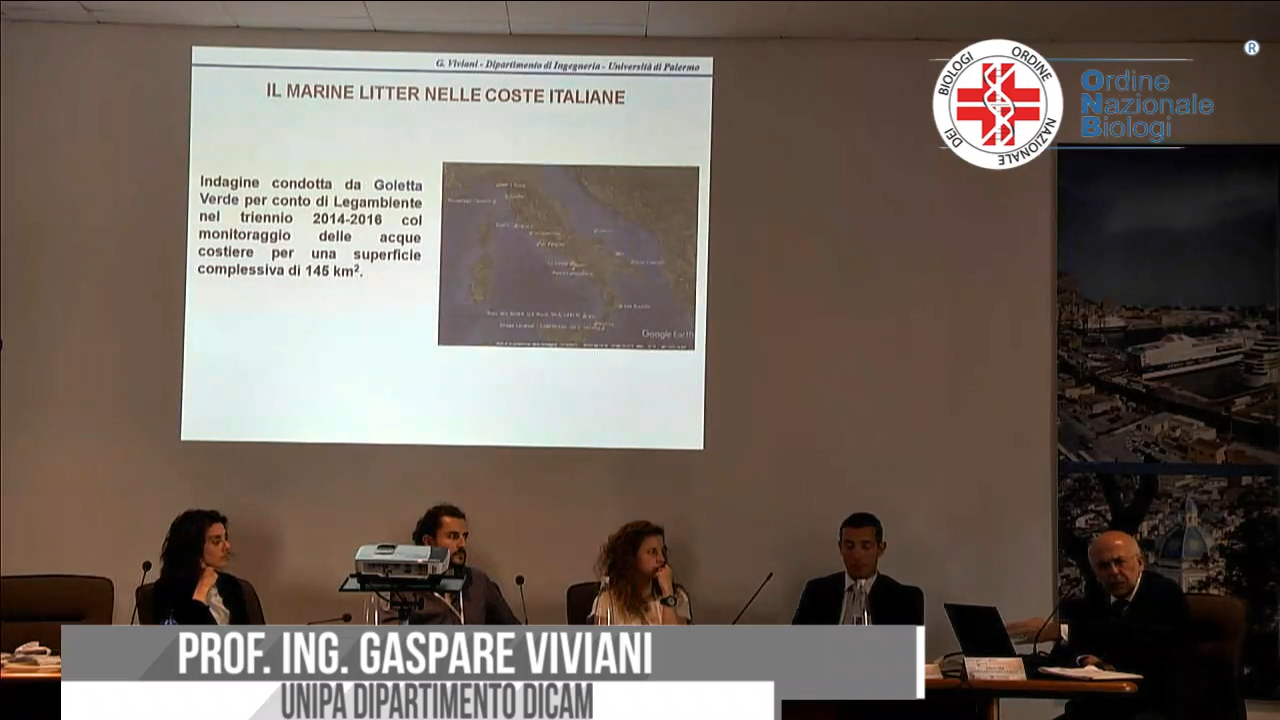 G. Viviani - Dipartimento di Ingegneria - Università di Palermo
IL MARINE LITTER NELLE COSTE ITALIANE
Indagine condotta da Goletta
Verde per conto di Legambiente
nel triennio 2014-2016 col
monitoraggio delle acque
costiere per una superficie
complessiva di 145 km².
Google Earth
ORDINE NAZIONALE DEI BIOLOGI
Ordine
Nazionale
Biologi
®
PROF. ING. GASPARE VIVIANI
UNIPA DIPARTIMENTO DICAM